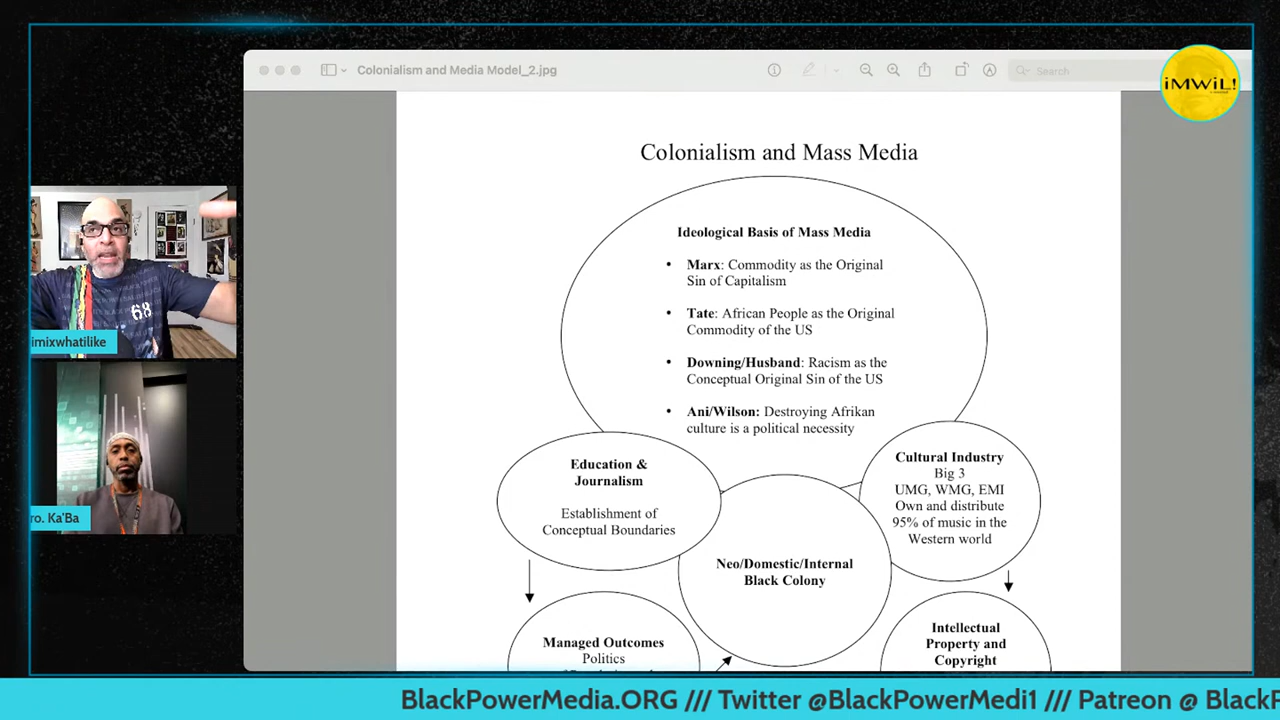 Colonialism and Media Model_2.jpg
Search
iMWiL!
Colonialism and Mass Media
Ideological Basis of Mass Media
• Marx: Commodity as the Original
Sin of Capitalism
• Tate: African People as the Original
Commodity of the US
• Downing/Husband: Racism as the
Conceptual Original Sin of the US
• Ani/Wilson: Destroying Afrikan
culture is a political necessity
Education &
Journalism
Establishment of
Conceptual Boundaries
Cultural Industry
Big 3
UMG, WMG, EMI
Own and distribute
95% of music in the
Western world
Neo/Domestic/Internal
Black Colony
Managed Outcomes
Politics
Intellectual
Property and
Copyright
68
imixwhatilike
ro. Ka'Ba
BlackPowerMedia.ORG /// Twitter @BlackPowerMedi1 /// Patreon @ BlackP